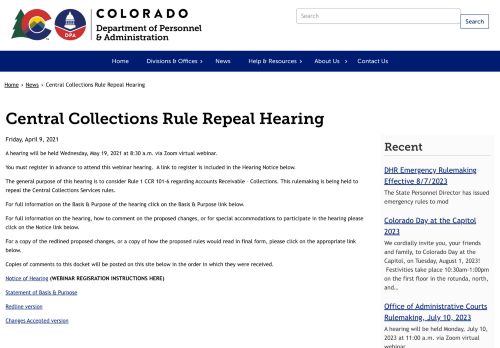 COLORADO
Department of Personnel
& Administration
DPA
Search
Search
Home
Divisions & Offices
News
Help & Resources
About Us
Contact Us
Home › News › Central Collections Rule Repeal Hearing
Central Collections Rule Repeal Hearing
Friday, April 9, 2021
A hearing will be held Wednesday, May 19, 2021 at 8:30 a.m. via Zoom virtual webinar.
You must register in advance to attend this webinar hearing. A link to register is included in the Hearing Notice below.
The general purpose of this hearing is to consider Rule 1 CCR 101-6 regarding Accounts Receivable - Collections. This rulemaking is being held to
repeal the Central Collections Services rules.
For full information on the Basis & Purpose of the hearing click on the Basis & Purpose link below.
For full information on the hearing, how to comment on the proposed changes, or for special accommodations to participate in the hearing please
click on the Notice link below.
For a copy of the redlined proposed changes, or a copy of how the proposed rules would read in final form, please click on the appropriate link
below.
Copies of comments to this docket will be posted on this site below in the order in which they were received.
Notice of Hearing (WEBINAR REGISRATION INSTRUCTIONS HERE)
Statement of Basis & Purpose
Redline version
Changes Accepted version
Recent
DHR Emergency Rulemaking
Effective 8/7/2023
The State Personnel Director has issued
emergency rules to mod
Colorado Day at the Capitol
2023
We cordially invite you, your friends
and family, to Colorado Day at the
Capitol, on Tuesday, August 1, 2023!
Festivities take place 10:30am-1:00pm
on the first floor in the rotunda, north,
and…
Office of Administrative Courts
Rulemaking, July 10, 2023
A hearing will be held Monday, July 10,
2023 at 11:00 a.m. via Zoom virtual
webinar